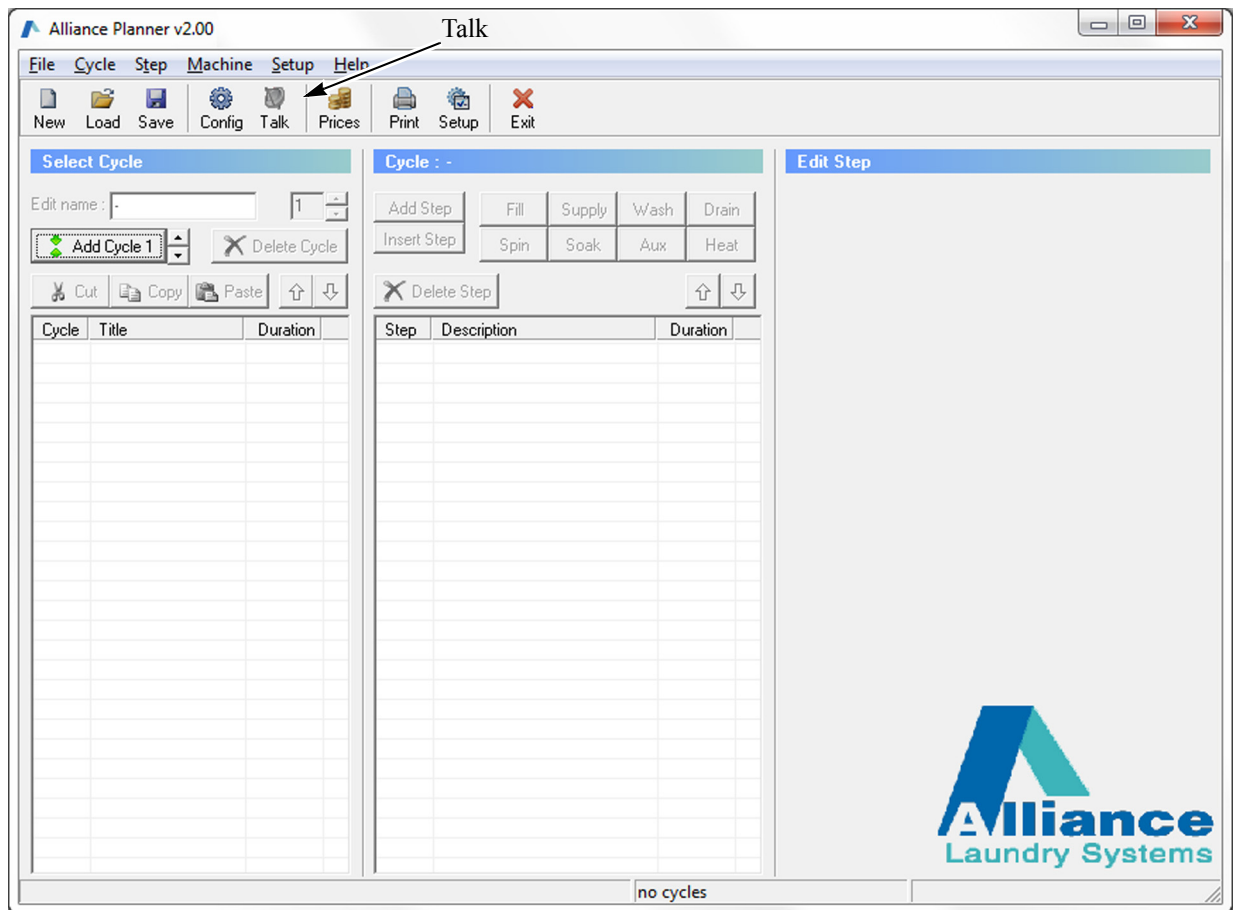 Alliance Planner v2.00
Talk
File Cycle Step Machine Setup Help
New Load Save Config Talk Prices Print Setup Exit
Select Cycle
Edit name : - 1
Add Cycle 1 Delete Cycle
Cut Copy Paste
Cycle Title Duration
Cycle : -
Add Step Fill Supply Wash Drain
Insert Step Spin Soak Aux Heat
Delete Step
Step Description Duration
Edit Step
Alliance
Laundry Systems
no cycles